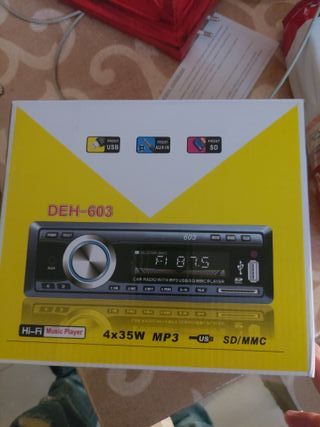 FRONT
USB
FRONT
AUX IN
FRONT
SD
DEH-603
603
AUX
F1 87.5
CAR RADIO WITH MP3 USB/SD/MMC PLAYER
Hi-Fi Music Player
4x35W MP3 USB SD/MMC